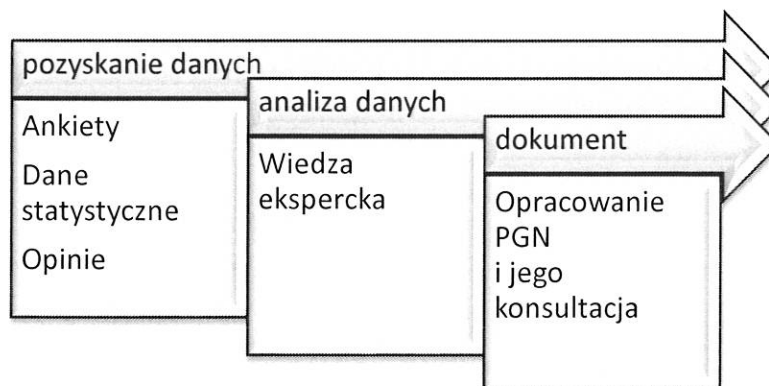 pozyskanie danych
Ankiety
Dane
statystyczne
Opinie
analiza danych
Wiedza
ekspercka
dokument
Opracowanie
PGN
i jego
konsultacja